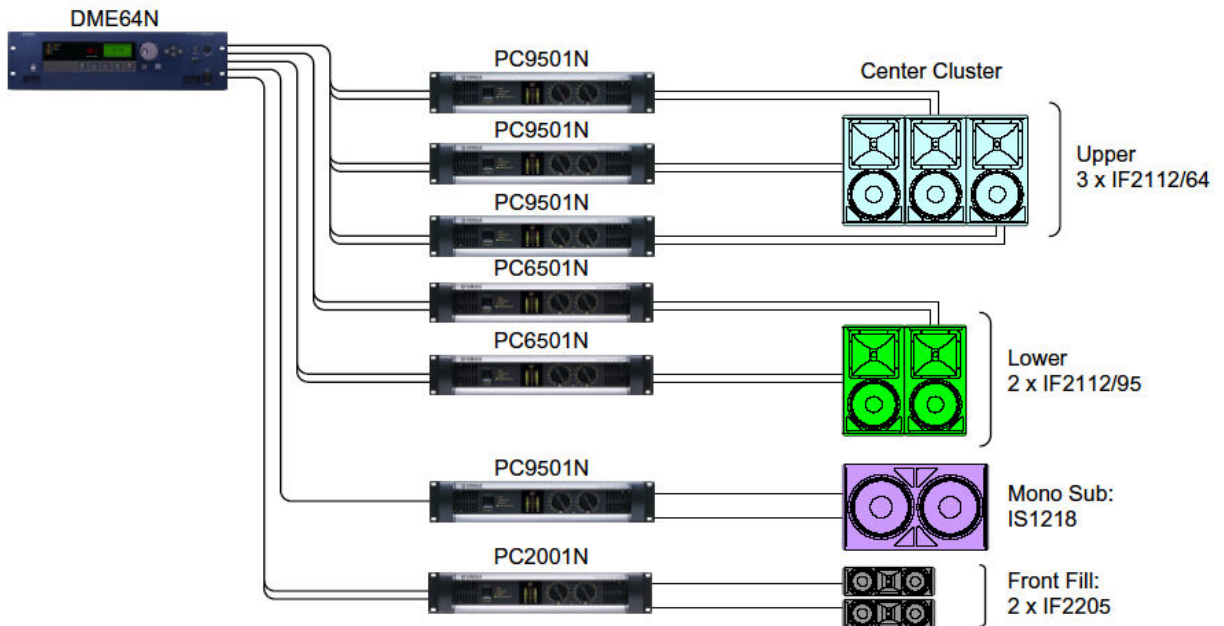 DME64N
PC9501N
Center Cluster
PC9501N
Upper
3 x IF2112/64
PC9501N
PC6501N
PC6501N
Lower
2 x IF2112/95
PC9501N
Mono Sub:
IS1218
PC2001N
Front Fill:
2 x IF2205